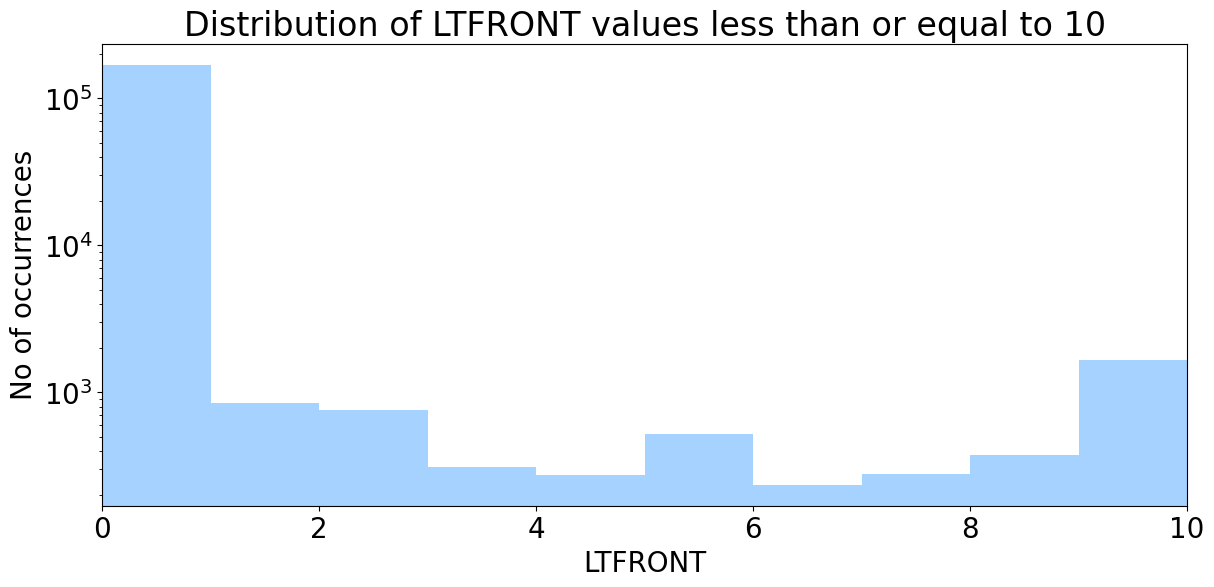 Distribution of LTFRONT values less than or equal to 10
10⁵
10⁴
10³
No of occurrences
0 2 4 6 8 10
LTFRONT